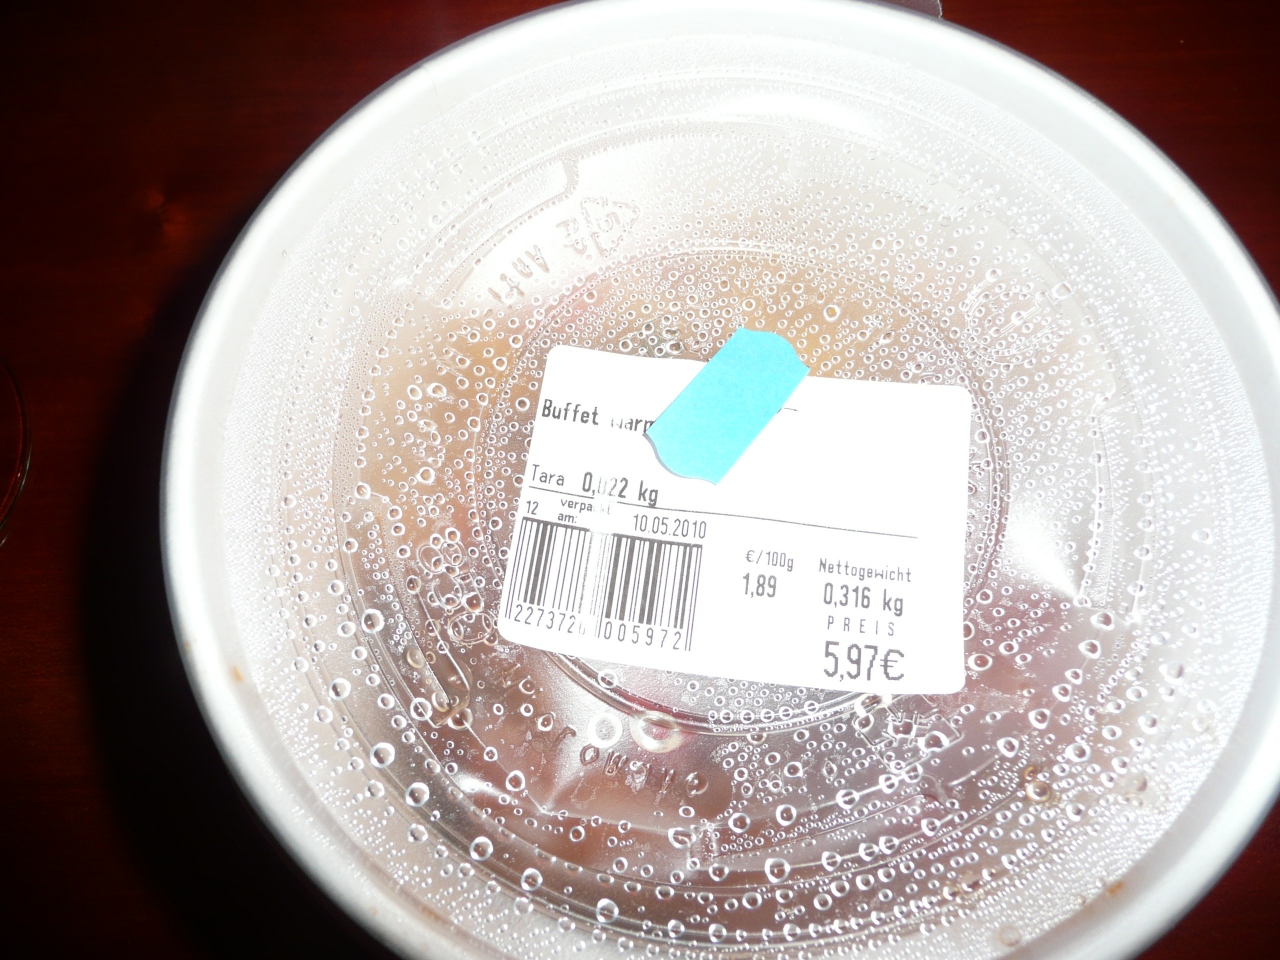 Buffet warm
Tara 0,022 kg
12 verpackt am: 10.05.2010
€/100g Nettogewicht
1,89 0,316 kg
PREIS
5,97€
2273726 005972